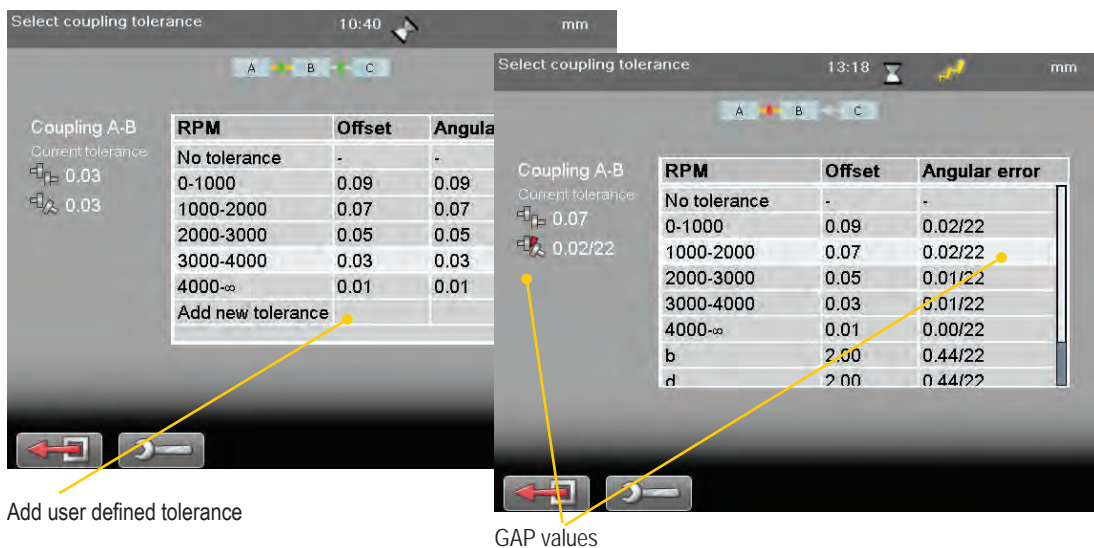 Select coupling tolerance 10:40 mm
A B C
Coupling A-B
Current tolerance
0.03
0.03
RPM Offset Angula
No tolerance - -
0-1000 0.09 0.09
1000-2000 0.07 0.07
2000-3000 0.05 0.05
3000-4000 0.03 0.03
4000-∞ 0.01 0.01
Add new tolerance
Add user defined tolerance
Select coupling tolerance 13:18 mm
A B C
Coupling A-B
Current tolerance
0.07
0.02/22
RPM Offset Angular error
No tolerance - -
0-1000 0.09 0.02/22
1000-2000 0.07 0.02/22
2000-3000 0.05 0.01/22
3000-4000 0.03 0.01/22
4000-∞ 0.01 0.00/22
b 2.00 0.44/22
d 2.00 0.44/22
GAP values